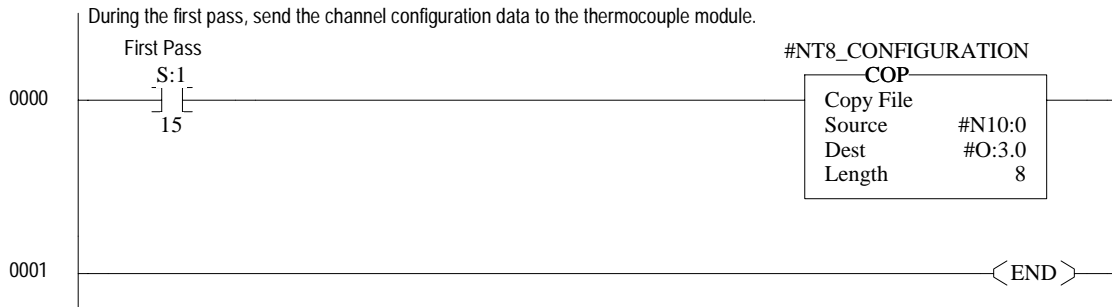 During the first pass, send the channel configuration data to the thermocouple module.
First Pass
#NT8_CONFIGURATION
S:1
COP
0000
Copy File
15
Source #N10:0
Dest #O:3.0
Length 8
0001
END